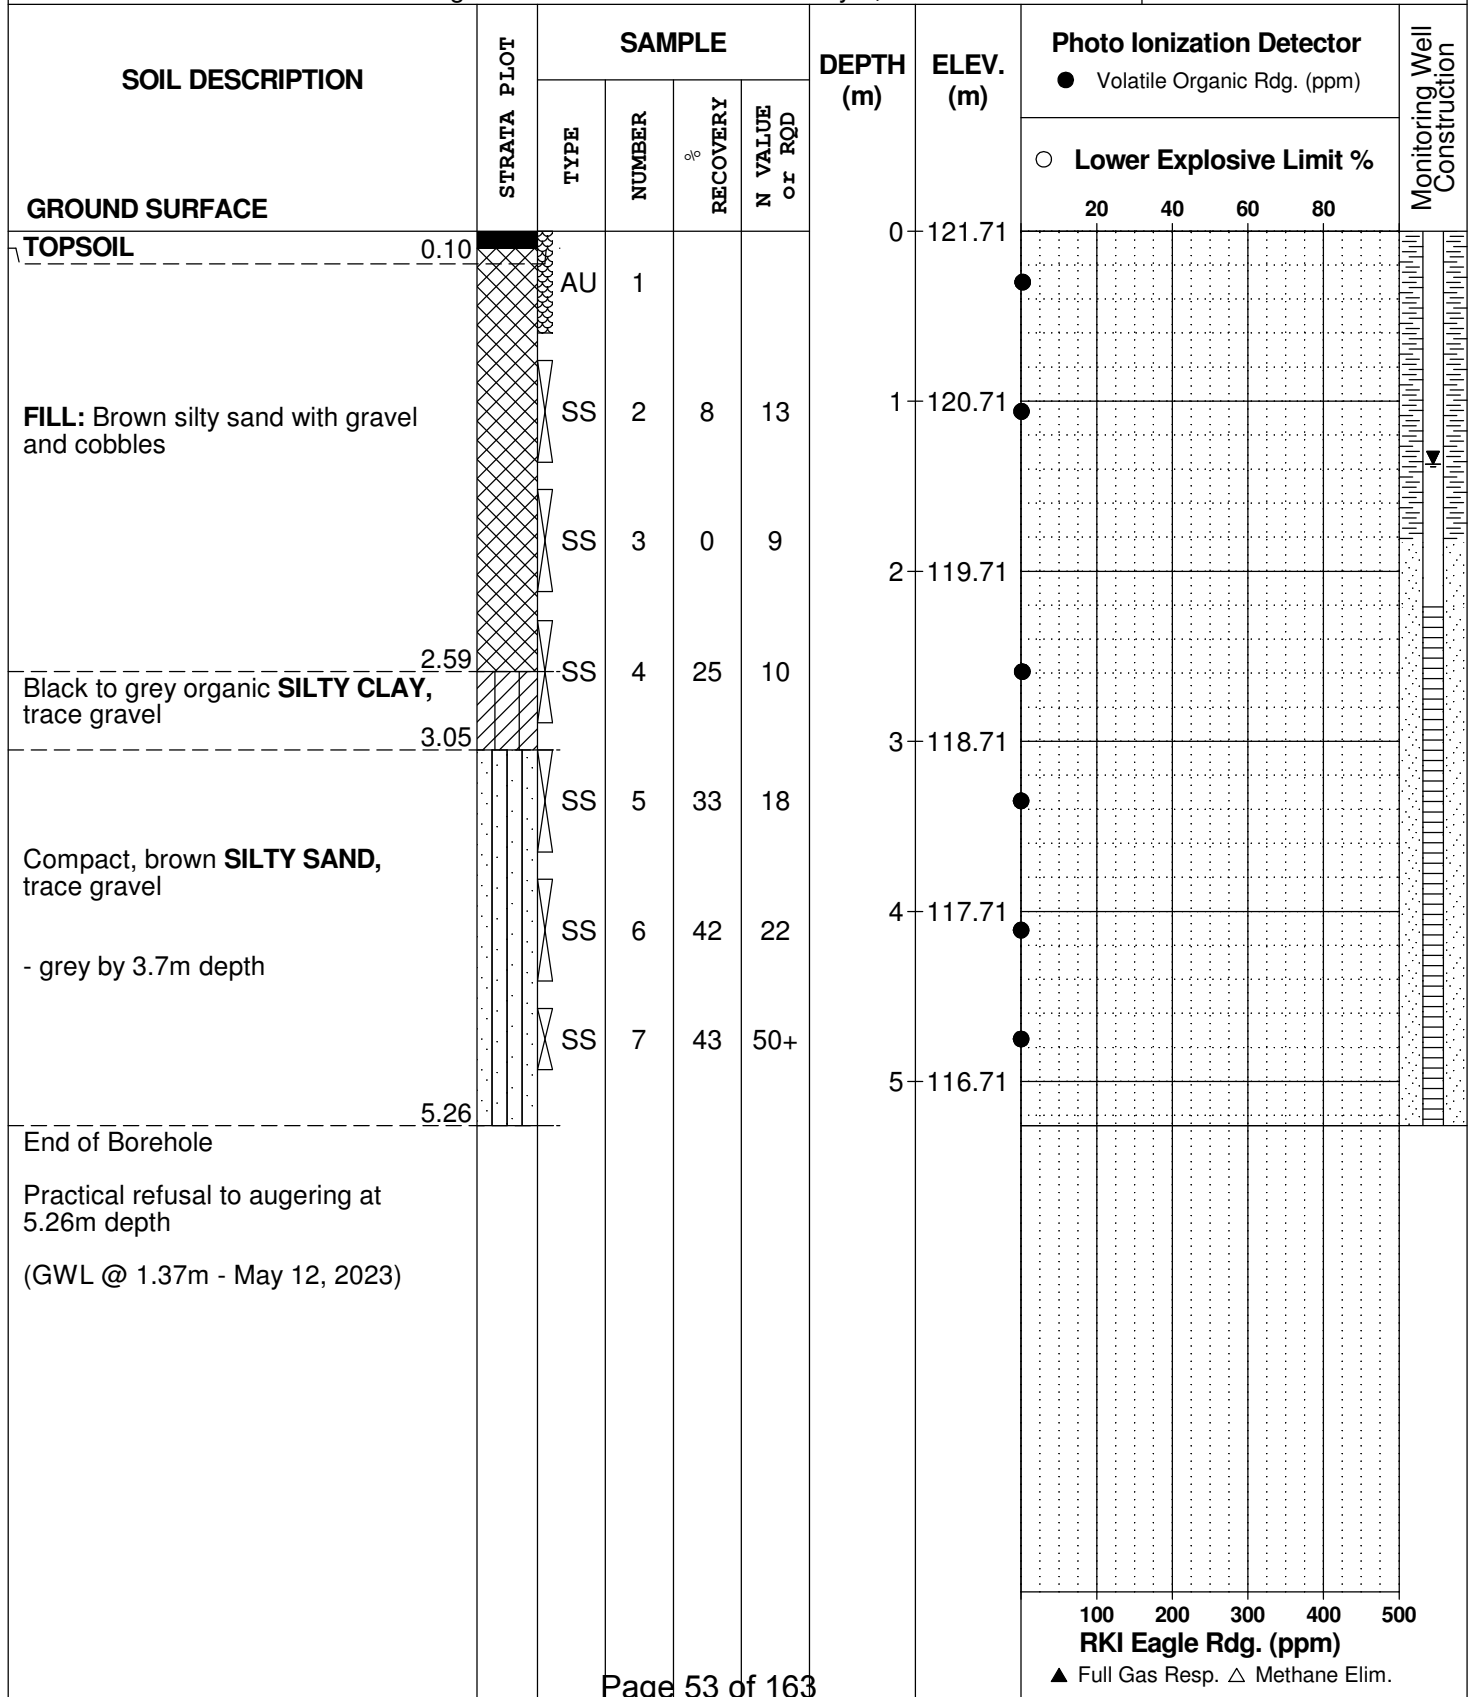 SOIL DESCRIPTION
GROUND SURFACE
STRATA PLOT
SAMPLE
TYPE
NUMBER
%
RECOVERY
N VALUE
or RQD
DEPTH
(m)
ELEV.
(m)
Photo Ionization Detector
● Volatile Organic Rdg. (ppm)
○ Lower Explosive Limit %
20 40 60 80
Monitoring Well
Construction
TOPSOIL 0.10
0 121.71
AU 1
FILL: Brown silty sand with gravel
and cobbles
SS 2 8 13
1 120.71
SS 3 0 9
2 119.71
2.59
SS 4 25 10
Black to grey organic SILTY CLAY,
trace gravel
3.05
3 118.71
SS 5 33 18
Compact, brown SILTY SAND,
trace gravel
4 117.71
SS 6 42 22
- grey by 3.7m depth
SS 7 43 50+
5 116.71
5.26
End of Borehole
Practical refusal to augering at
5.26m depth
(GWL @ 1.37m - May 12, 2023)
100 200 300 400 500
RKI Eagle Rdg. (ppm)
▲ Full Gas Resp. △ Methane Elim.
Page 53 of 163